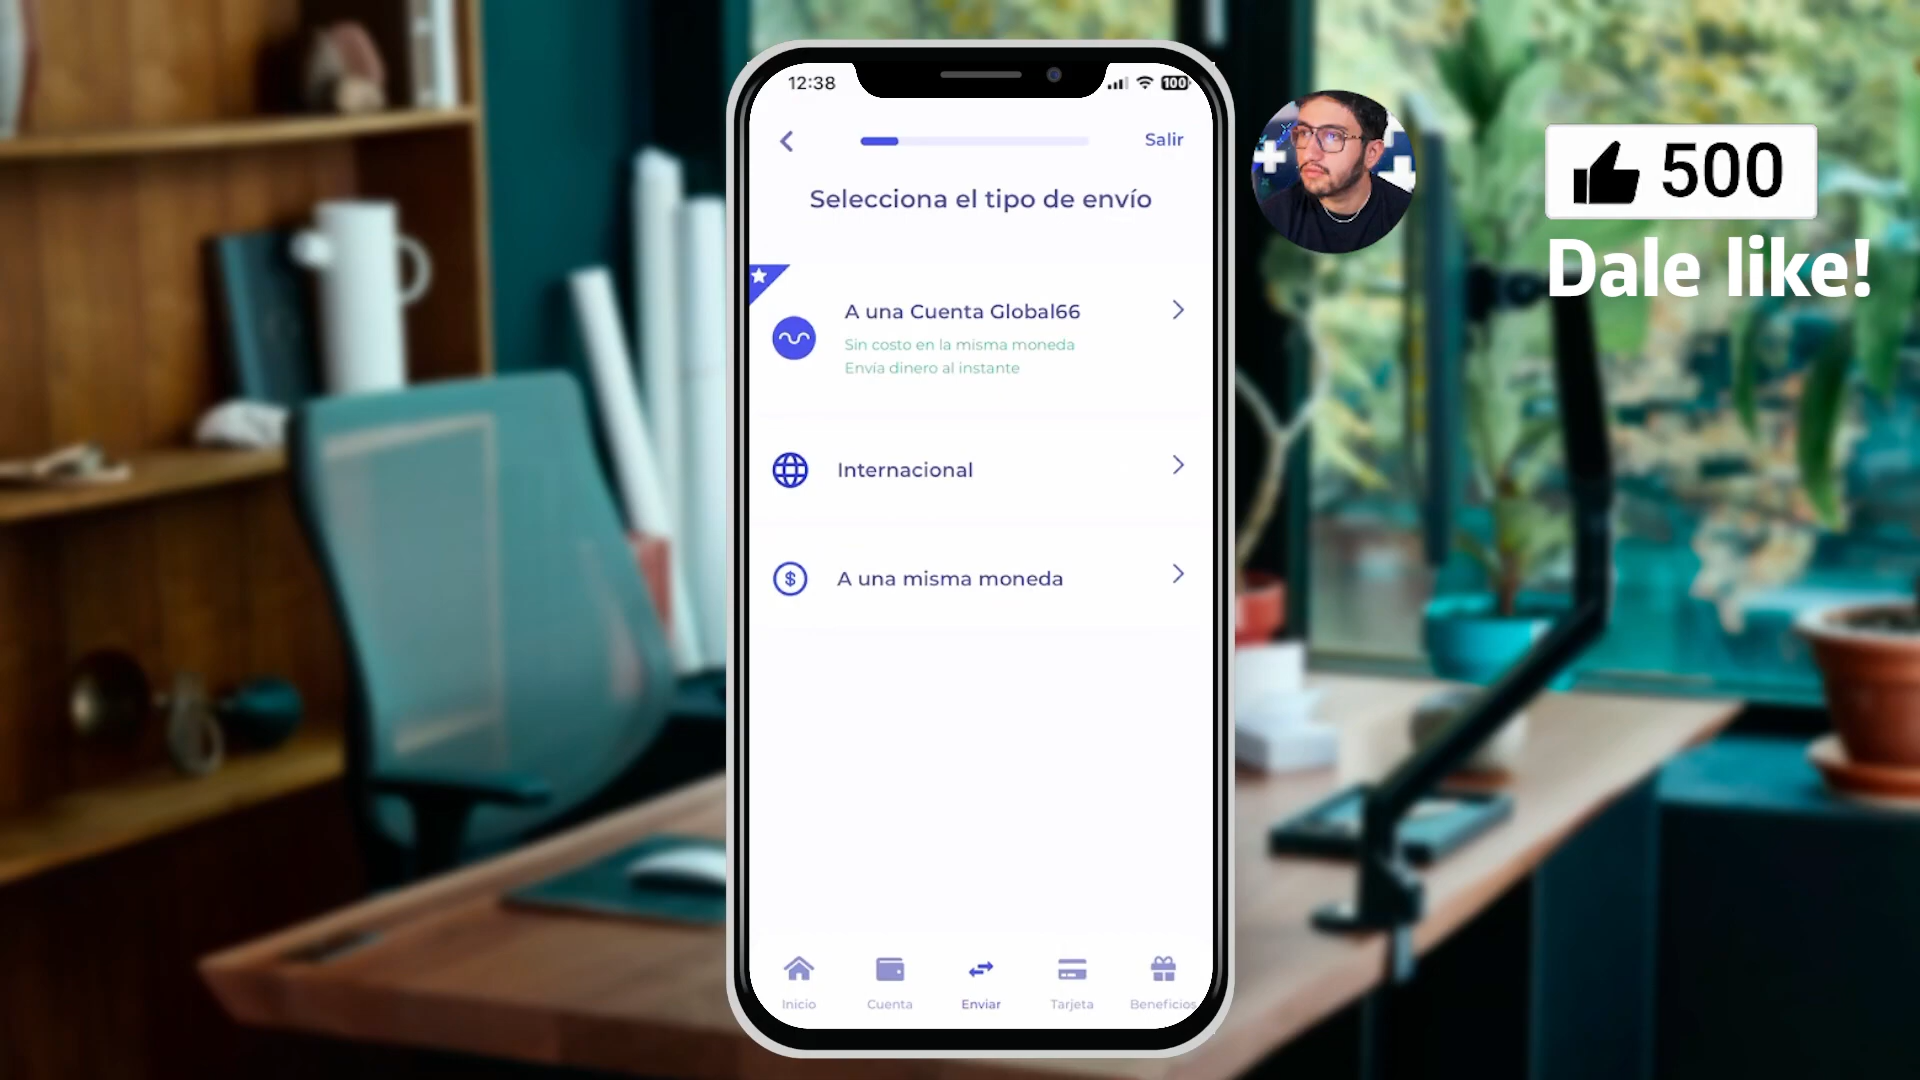 12:38
100
Salir
Selecciona el tipo de envío
A una Cuenta Global66
Sin costo en la misma moneda
Envía dinero al instante
Internacional
A una misma moneda
Inicio
Cuenta
Enviar
Tarjeta
Beneficios
500
Dale like!